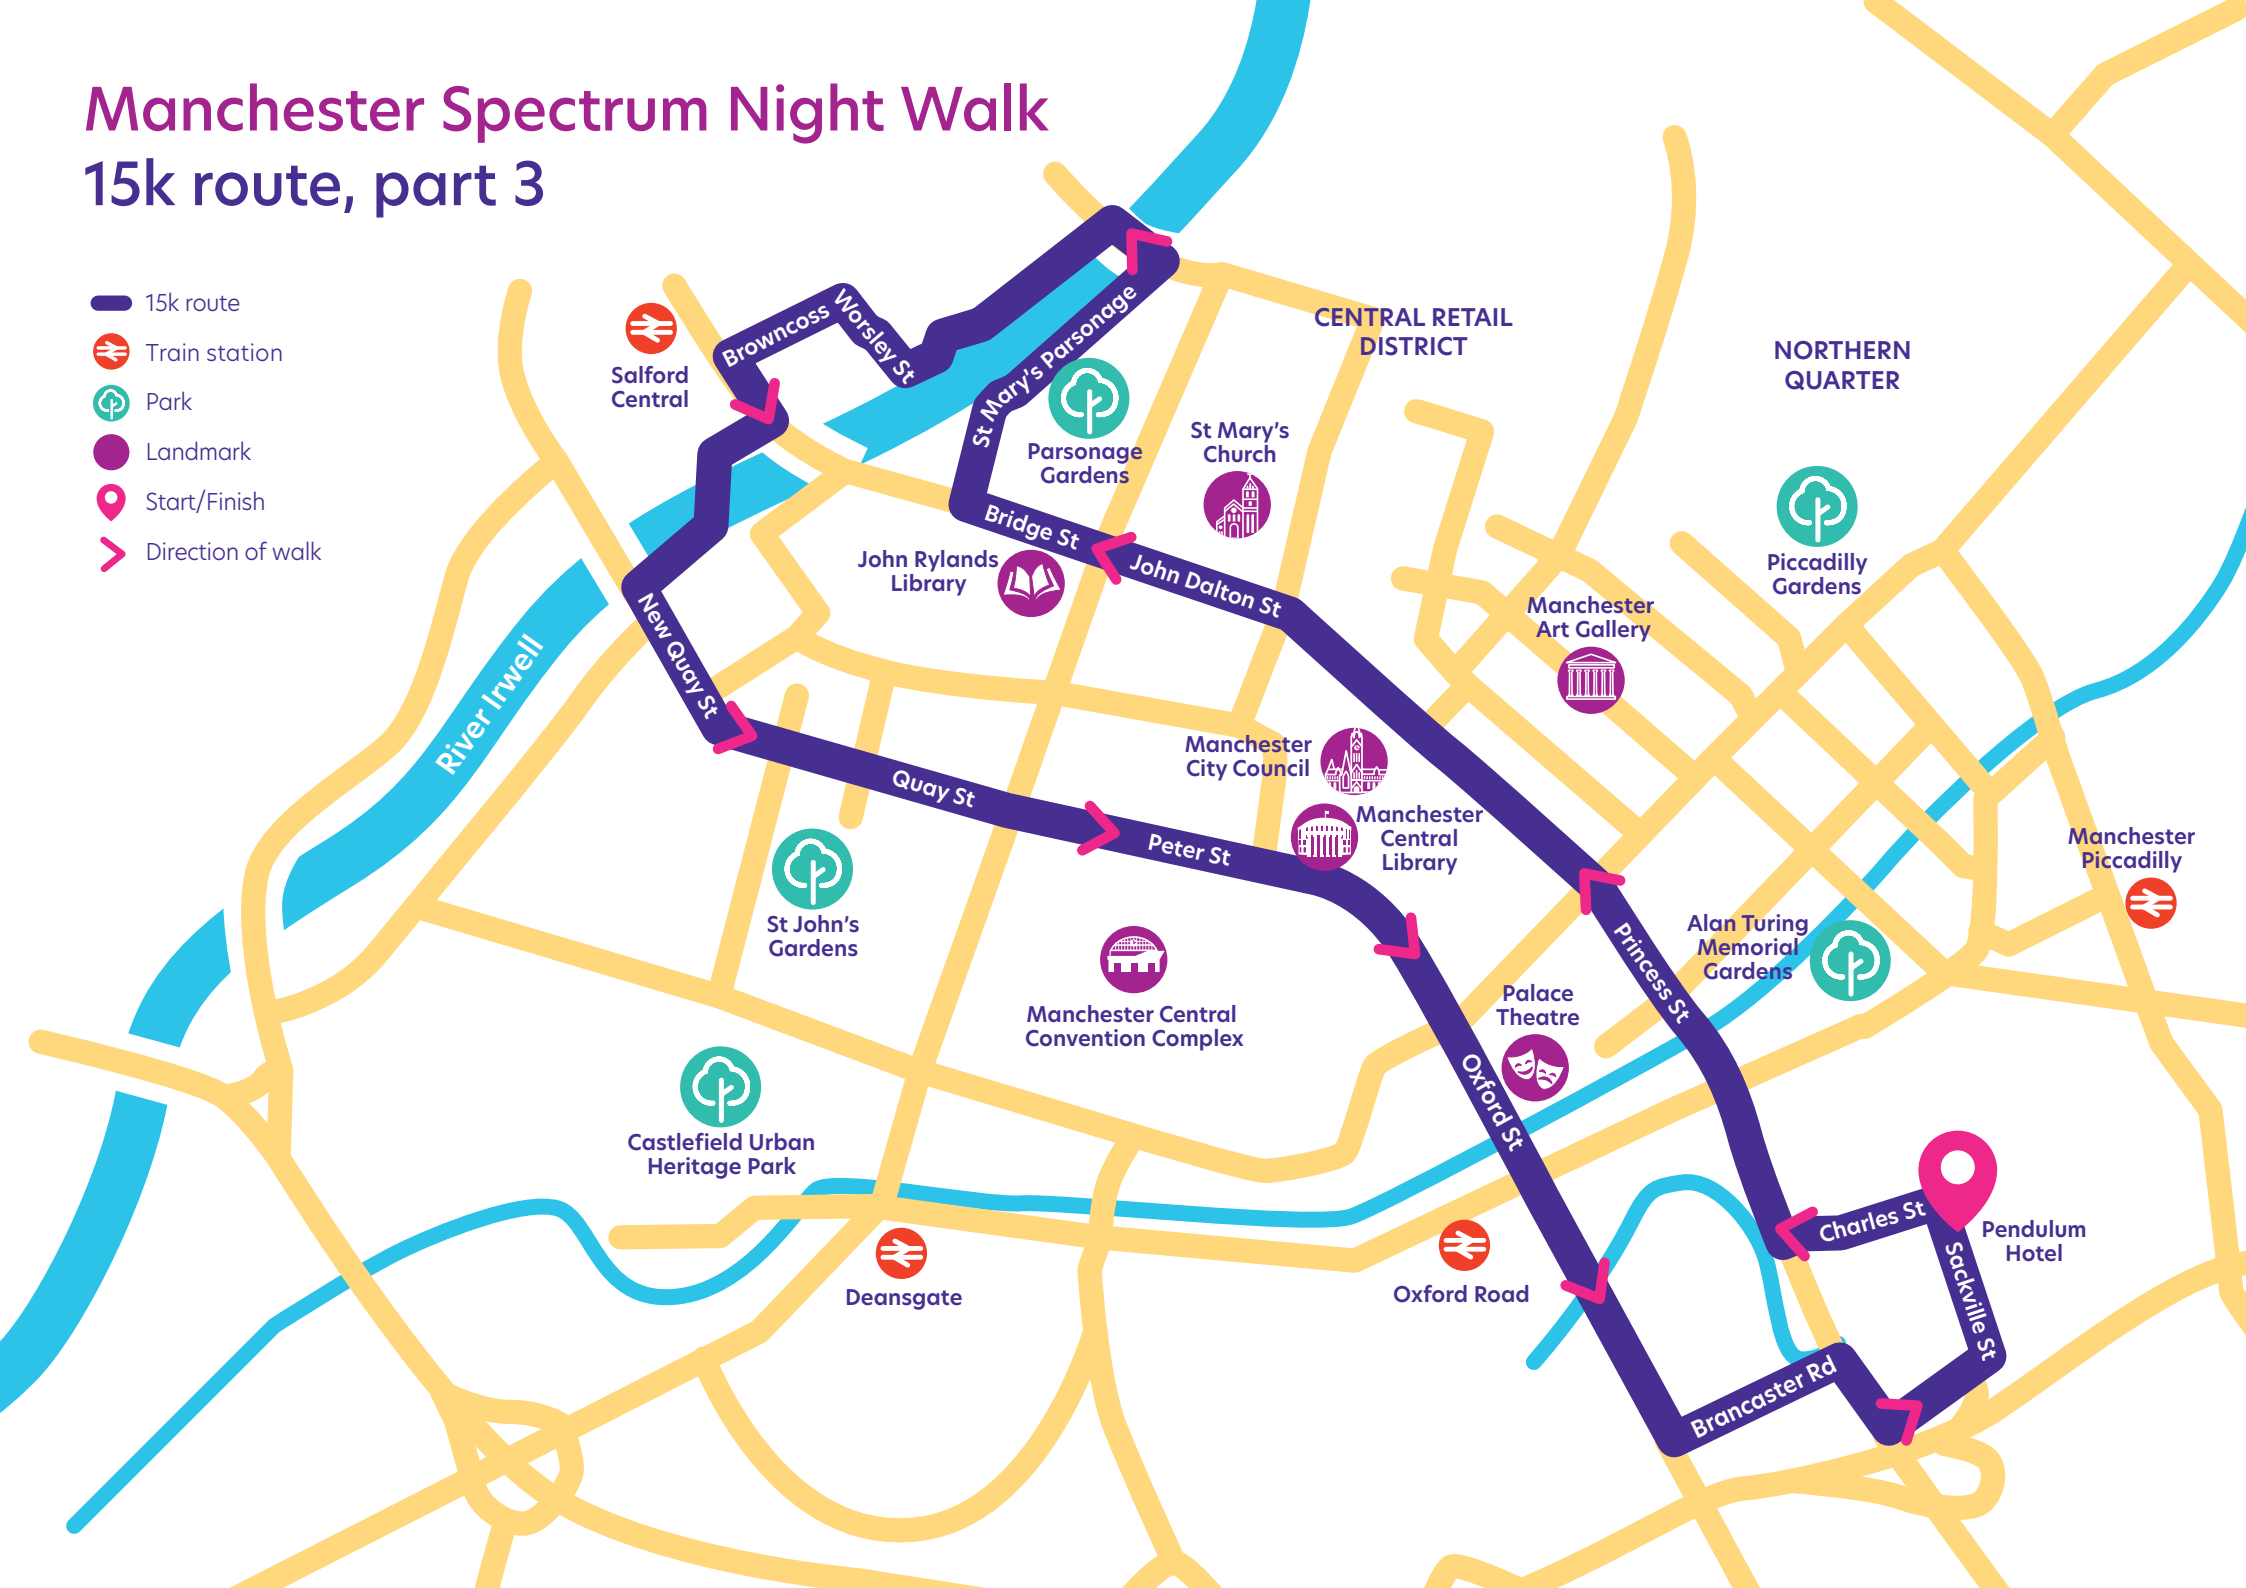 Manchester Spectrum Night Walk
15k route, part 3
15k route
Train station
Park
Landmark
Start/Finish
Direction of walk
Salford
Central
Browncoss
Worsley St
St Mary's Parsonage
Parsonage
Gardens
CENTRAL RETAIL
DISTRICT
NORTHERN
QUARTER
St Mary's
Church
Bridge St
John Rylands
Library
John Dalton St
Piccadilly
Gardens
Manchester
Art Gallery
River Irwell
New Quay St
Quay St
Peter St
Manchester
City Council
Manchester
Central
Library
Manchester
Piccadilly
St John's
Gardens
Manchester Central
Convention Complex
Alan Turing
Memorial
Gardens
Princess St
Palace
Theatre
Oxford St
Castlefield Urban
Heritage Park
Deansgate
Oxford Road
Charles St
Pendulum
Hotel
Sackville St
Brancaster Rd